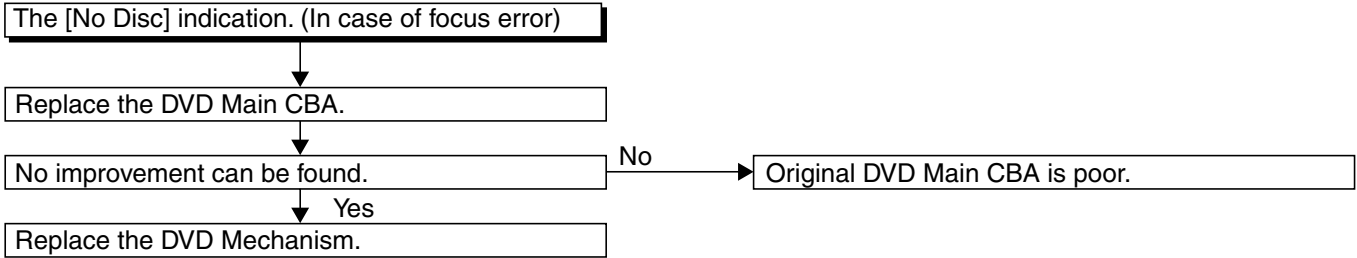 The [No Disc] indication. (In case of focus error)
Replace the DVD Main CBA.
No improvement can be found.
No
Original DVD Main CBA is poor.
Yes
Replace the DVD Mechanism.